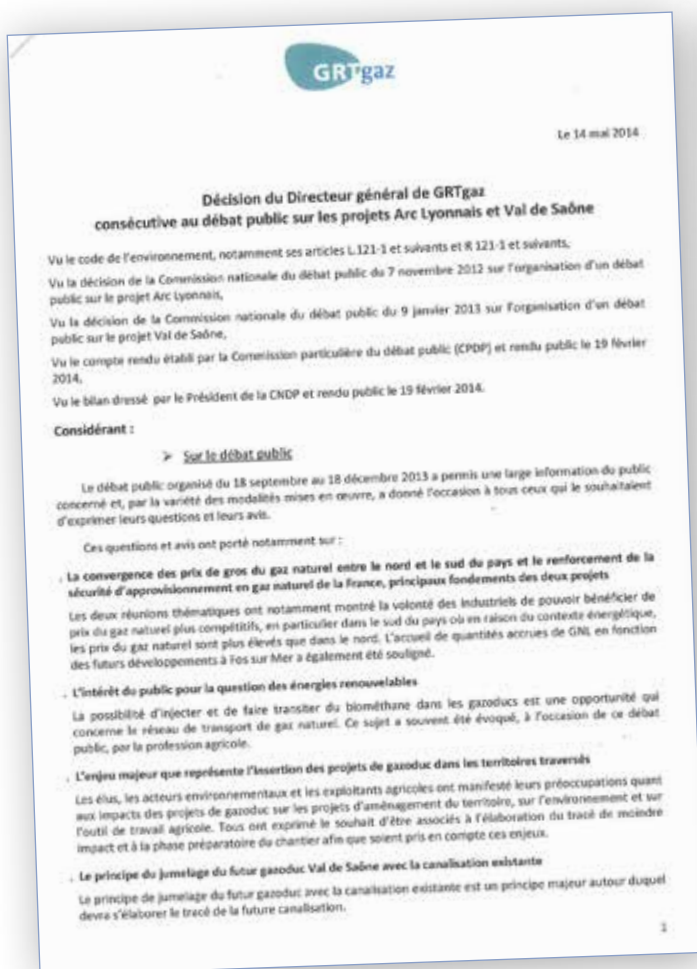 GRTgaz
Le 14 mai 2014
Décision du Directeur général de GRTgaz
consécutive au débat public sur les projets Arc Lyonnais et Val de Saône
Vu le code de l'environnement, notamment ses articles L.121-1 et suivants et R 121-1 et suivants,
Vu la décision de la Commission nationale du débat public du 7 novembre 2012 sur l'organisation d'un débat
public sur le projet Arc Lyonnais,
Vu la décision de la Commission nationale du débat public du 9 janvier 2013 sur l'organisation d'un débat
public sur le projet Val de Saône,
Vu le compte rendu établi par la Commission particulière du débat public (CPDP) et rendu public le 19 février
2014,
Vu le bilan dressé par le Président de la CNDP et rendu public le 19 février 2014.
Considérant :
➤ Sur le débat public
Le débat public organisé du 18 septembre au 18 décembre 2013 a permis une large information du public
concerné et, par la variété des modalités mises en œuvre, a donné l'occasion à tous ceux qui le souhaitaient
d'exprimer leurs questions et leurs avis.
Ces questions et avis ont porté notamment sur :
. La convergence des prix de gros du gaz naturel entre le nord et le sud du pays et le renforcement de la
sécurité d'approvisionnement en gaz naturel de la France, principaux fondements des deux projets
Les deux réunions thématiques ont notamment montré la volonté des industriels de pouvoir bénéficier de
prix du gaz naturel plus compétitifs, en particulier dans le sud du pays où en raison du contexte énergétique,
les prix du gaz naturel sont plus élevés que dans le nord. L'accueil de quantités accrues de GNL en fonction
des futurs développements à Fos sur Mer a également été souligné.
. L'intérêt du public pour la question des énergies renouvelables
La possibilité d'injecter et de faire transiter du biométhane dans les gazoducs est une opportunité qui
concerne le réseau de transport de gaz naturel. Ce sujet a souvent été évoqué, à l'occasion de ce débat
public, par la profession agricole.
. L'enjeu majeur que représente l'insertion des projets de gazoduc dans les territoires traversés
Les élus, les acteurs environnementaux et les exploitants agricoles ont manifesté leurs préoccupations quant
aux impacts des projets de gazoduc sur les projets d'aménagement du territoire, sur l'environnement et sur
l'outil de travail agricole. Tous ont exprimé le souhait d'être associés à l'élaboration du tracé de moindre
impact et à la phase préparatoire du chantier afin que soient pris en compte ces enjeux.
. Le principe du jumelage du futur gazoduc Val de Saône avec la canalisation existante
Le principe de jumelage du futur gazoduc avec la canalisation existante est un principe majeur autour duquel
devra s'élaborer le tracé de la future canalisation.
1